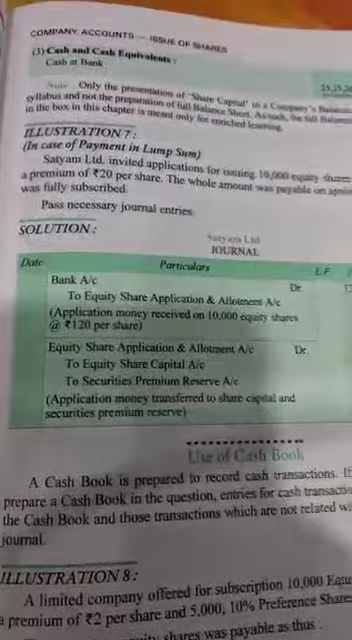 COMPANY ACCOUNTS — ISSUE OF SHARES
(3) Cash and Cash Equivalents :
Cash at Bank
Note : Only the presentation of 'Share Capital' in a Company's
syllabus and not the preparation of full Balance Sheet. As such, the full
in the box in this chapter is meant only for enriched learning.
ILLUSTRATION 7 :
(In case of Payment in Lump Sum)
Satyam Ltd. invited applications for issuing 10,000 equity shares
a premium of ₹20 per share. The whole amount was payable on
was fully subscribed.
Pass necessary journal entries
SOLUTION :
Satyam Ltd
JOURNAL
Date Particulars L.F.
Bank A/c Dr.
To Equity Share Application & Allotment A/c
(Application money received on 10,000 equity shares
@ ₹120 per share)
Equity Share Application & Allotment A/c Dr.
To Equity Share Capital A/c
To Securities Premium Reserve A/c
(Application money transferred to share capital and
securities premium reserve)
Use of Cash Book
A Cash Book is prepared to record cash transactions.
prepare a Cash Book in the question, entries for cash
the Cash Book and those transactions which are not related
journal.
ILLUSTRATION 8 :
A limited company offered for subscription 10,000
a premium of ₹2 per share and 5,000, 10% Preference
shares was payable as thus